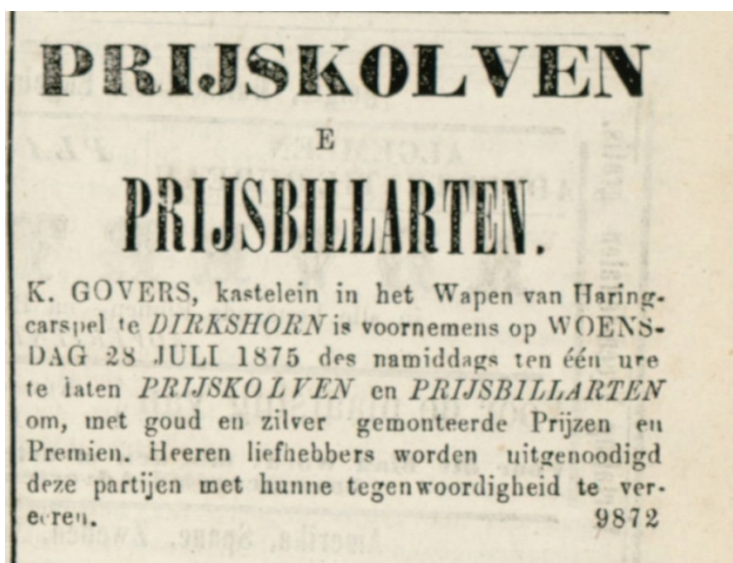 PRIJSKOLVEN
E
PRIJSBILLARTEN.
K. GOVERS, kastelein in het Wapen van Haring-
carspel te DIRKSHORN is voornemens op WOENS-
DAG 28 JULI 1875 des namiddags ten één ure
te laten PRIJSKOLVEN en PRIJSBILLARTEN
om, met goud en zilver gemonteerde Prijzen en
Premien. Heeren liefhebbers worden uitgenoodigd
deze partijen met hunne tegenwoordigheid te ver-
eeren. 9872